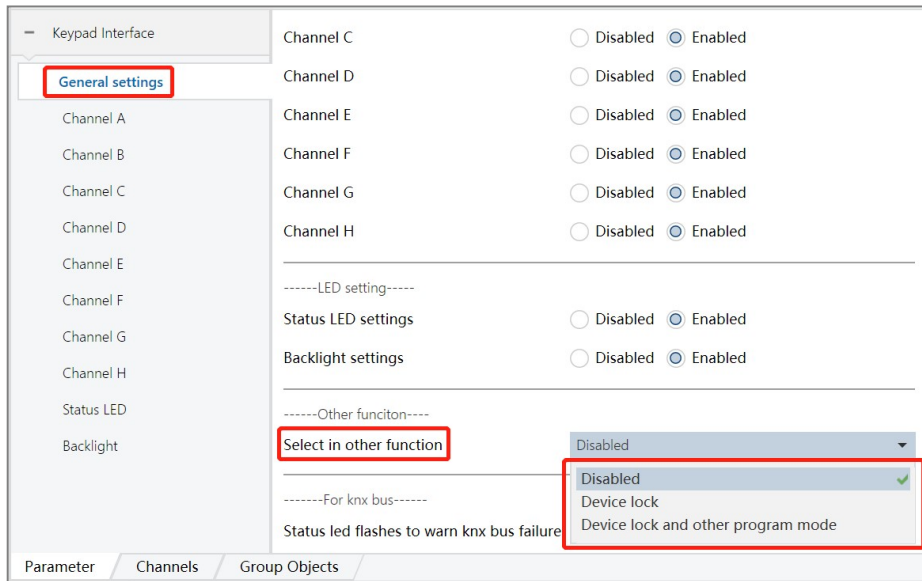 Keypad Interface
General settings
Channel A
Channel B
Channel C
Channel D
Channel E
Channel F
Channel G
Channel H
Status LED
Backlight
Channel C Disabled Enabled
Channel D Disabled Enabled
Channel E Disabled Enabled
Channel F Disabled Enabled
Channel G Disabled Enabled
Channel H Disabled Enabled
------LED setting-----
Status LED settings Disabled Enabled
Backlight settings Disabled Enabled
------Other funciton----
Select in other function Disabled
Disabled
Device lock
Device lock and other program mode
-------For knx bus------
Status led flashes to warn knx bus failure
Parameter Channels Group Objects